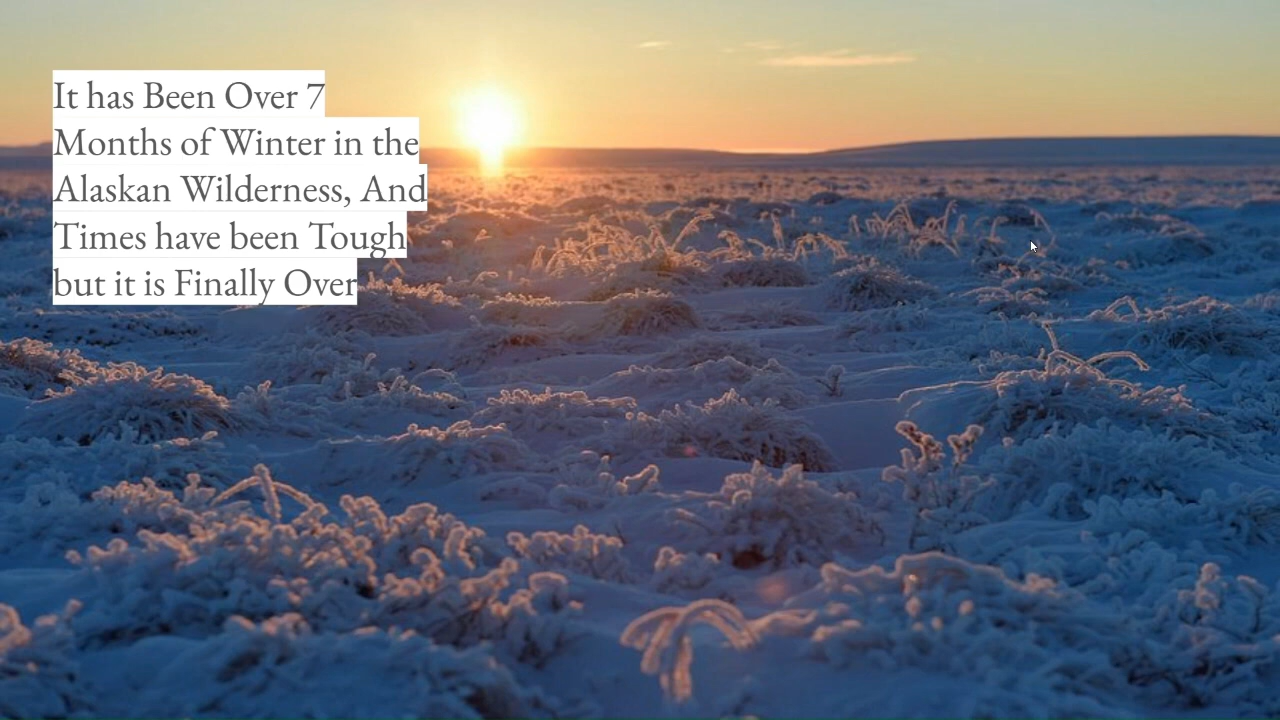 It has Been Over 7
Months of Winter in the
Alaskan Wilderness, And
Times have been Tough
but it is Finally Over